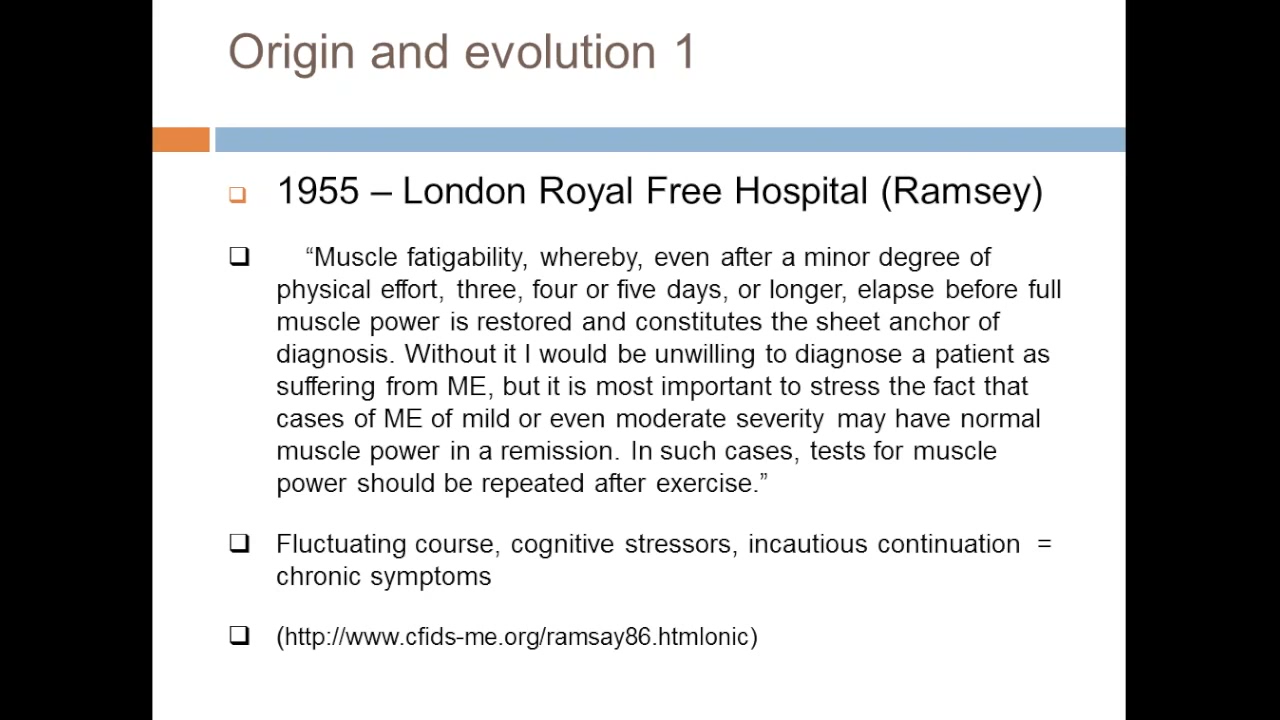 Origin and evolution 1
1955 – London Royal Free Hospital (Ramsey)
“Muscle fatigability, whereby, even after a minor degree of
physical effort, three, four or five days, or longer, elapse before full
muscle power is restored and constitutes the sheet anchor of
diagnosis. Without it I would be unwilling to diagnose a patient as
suffering from ME, but it is most important to stress the fact that
cases of ME of mild or even moderate severity may have normal
muscle power in a remission. In such cases, tests for muscle
power should be repeated after exercise.”
Fluctuating course, cognitive stressors, incautious continuation =
chronic symptoms
(http://www.cfids-me.org/ramsay86.htmlonic)